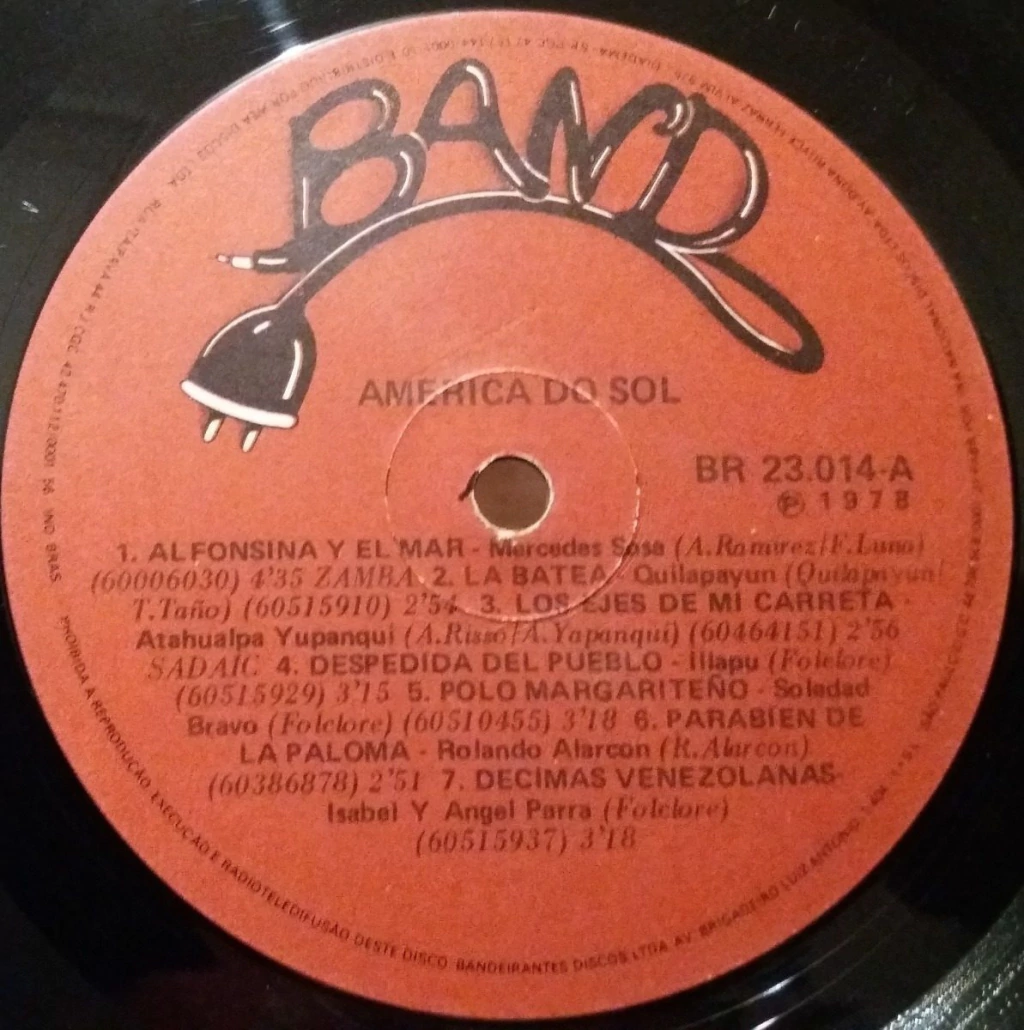 BAND
AMÉRICA DO SOL
BR 23.014-A
Ⓟ 1978
1. ALFONSINA Y EL MAR - Mercedes Sosa (A.Ramirez/F.Luna)
(60006030) 4'35 ZAMBA. 2. LA BATEA - Quilapayun (Quilapayun/
T.Taño) (60515910) 2'54 3. LOS EJES DE MI CARRETA -
Atahualpa Yupanqui (A.Risso/A.Yapanqui) (60464151) 2'56
SADAIC 4. DESPEDIDA DEL PUEBLO - Illapu (Folclore)
(60515929) 3'15 5. POLO MARGARITEÑO - Soledad
Bravo (Folclore) (60510455) 3'18 6. PARABIEN DE
LA PALOMA - Rolando Alarcon (R.Alarcon)
(60386878) 2'51 7. DECIMAS VENEZOLANAS-
Isabel Y Angel Parra (Folclore)
(60515937) 3'18
PROIBIDA A REPRODUÇÃO, EXECUÇÃO E RADIOTELEDIFUSÃO DESTE DISCO. BANDEIRANTES DISCOS LTDA AV. BRIGADEIRO LUIZ ANTONIO, 1.404